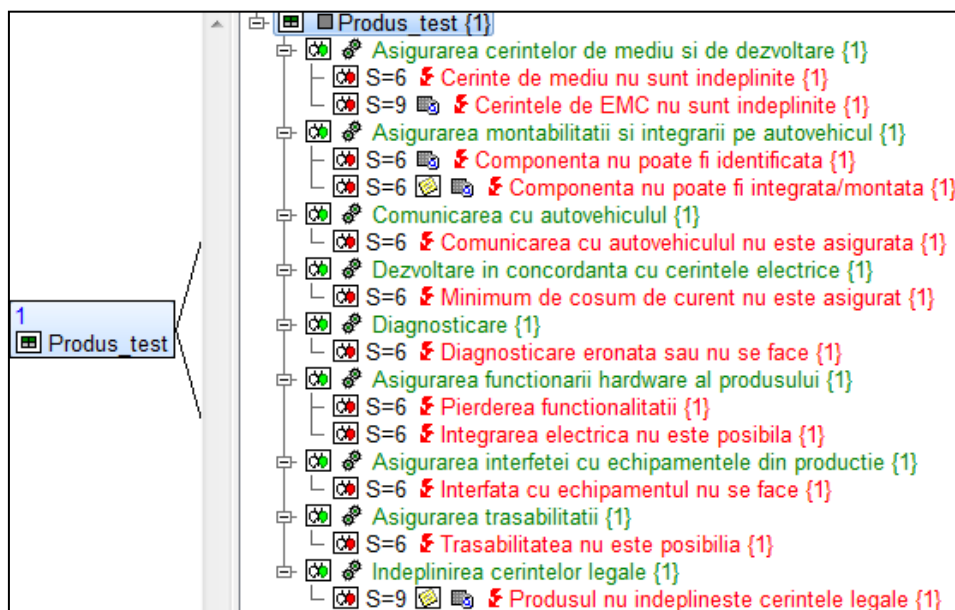 Produs_test {1}
Asigurarea cerintelor de mediu si de dezvoltare {1}
S=6 Cerinte de mediu nu sunt indeplinite {1}
S=9 Cerintele de EMC nu sunt indeplinite {1}
Asigurarea montabilitatii si integrarii pe autovehicul {1}
S=6 Componenta nu poate fi identificata {1}
S=6 Componenta nu poate fi integrata/montata {1}
Comunicarea cu autovehiculul {1}
S=6 Comunicarea cu autovehiculul nu este asigurata {1}
Dezvoltare in concordanta cu cerintele electrice {1}
S=6 Minimum de cosum de curent nu este asigurat {1}
Diagnosticare {1}
S=6 Diagnosticare eronata sau nu se face {1}
Asigurarea functionarii hardware al produsului {1}
S=6 Pierderea functionalitatii {1}
S=6 Integrarea electrica nu este posibila {1}
Asigurarea interfetei cu echipamentele din productie {1}
S=6 Interfata cu echipamentul nu se face {1}
Asigurarea trasabilitatii {1}
S=6 Trasabilitatea nu este posibilia {1}
Indeplinirea cerintelor legale {1}
S=9 Produsul nu indeplineste cerintele legale {1}
1
Produs_test